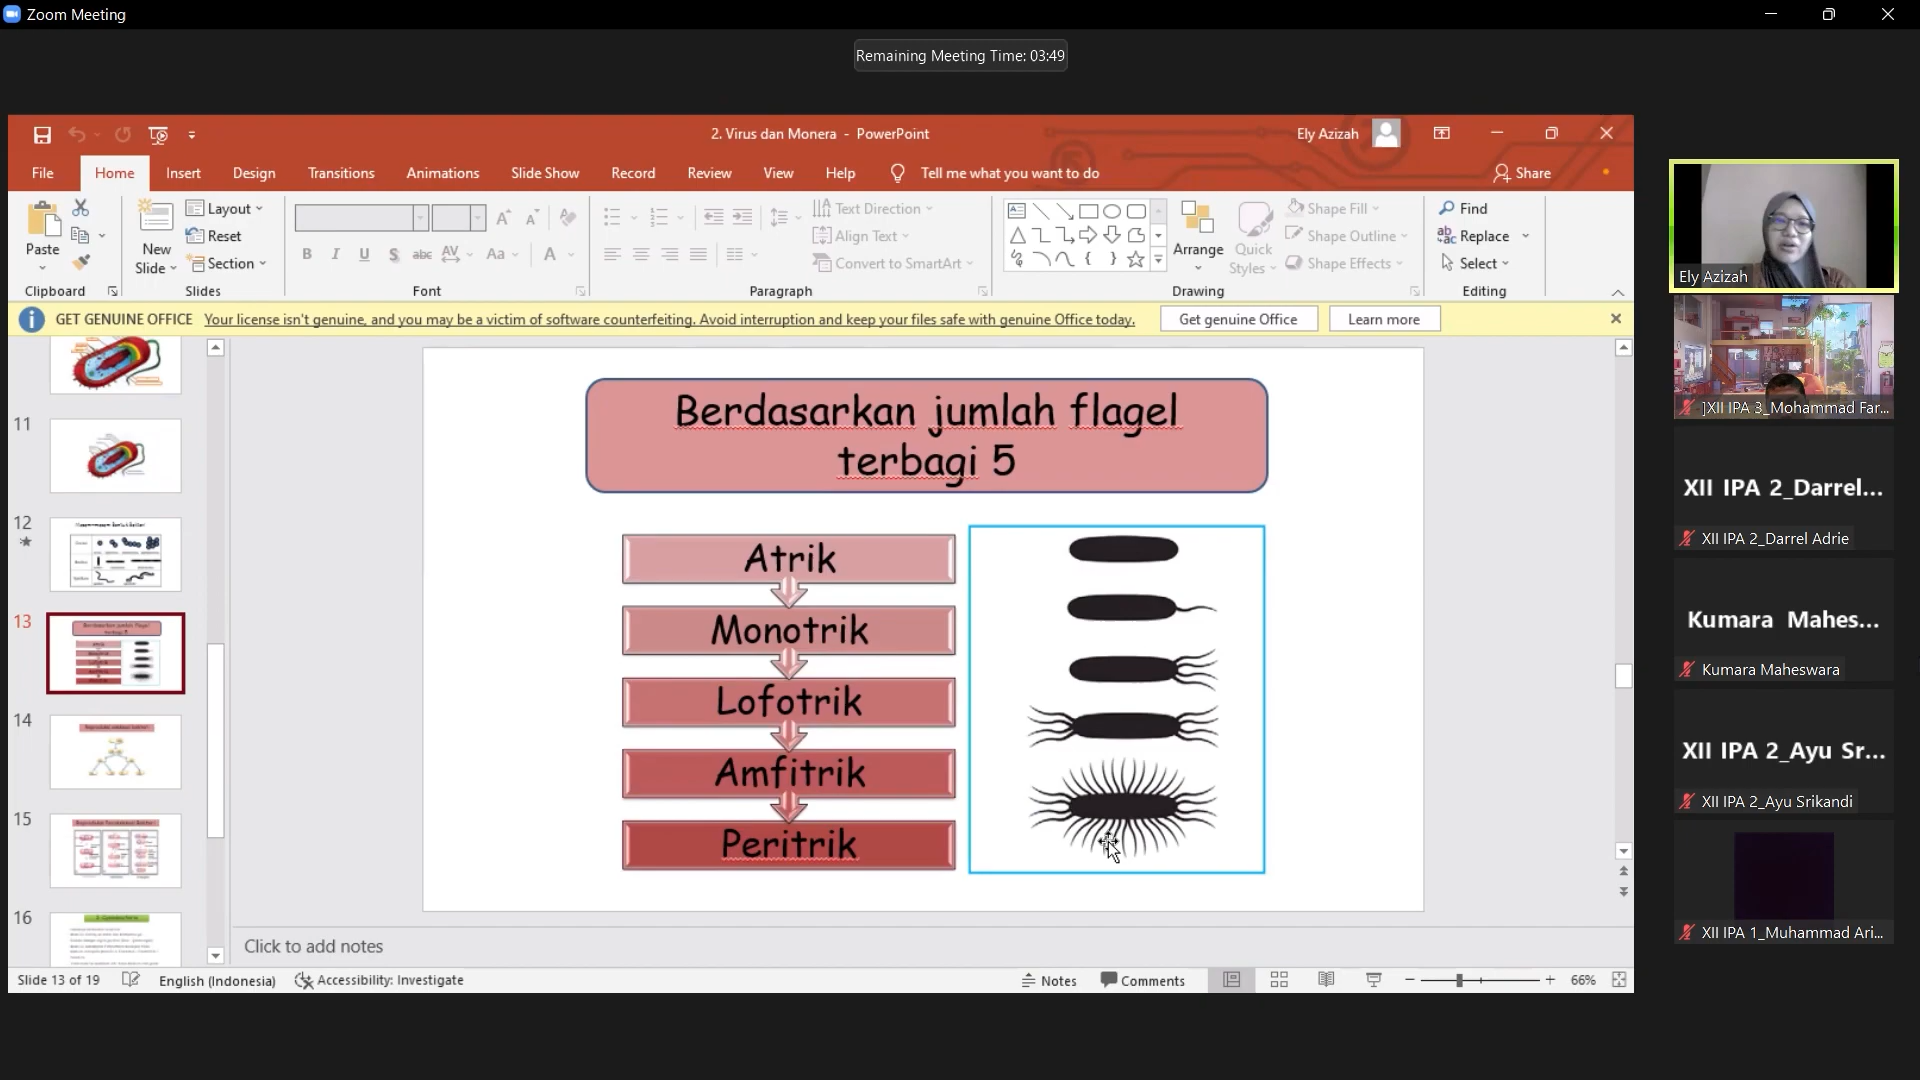 Zoom Meeting
Remaining Meeting Time: 03:49
2. Virus dan Monera - PowerPoint
Ely Azizah
File Home Insert Design Transitions Animations Slide Show Record Review View Help Tell me what you want to do
Share
Paste
Clipboard
New
Slide
Layout
Reset
Section
Slides
B I U S abc AV Aa A
Font
Text Direction
Align Text
Convert to SmartArt
Paragraph
Arrange
Quick
Styles
Shape Fill
Shape Outline
Shape Effects
Drawing
Find
Replace
Select
Editing
GET GENUINE OFFICE Your license isn't genuine, and you may be a victim of software counterfeiting. Avoid interruption and keep your files safe with genuine Office today.
Get genuine Office
Learn more
11
12
13
14
15
16
Berdasarkan jumlah flagel
terbagi 5
Atrik
Monotrik
Lofotrik
Amfitrik
Peritrik
Click to add notes
Slide 13 of 19
English (Indonesia)
Accessibility: Investigate
Notes
Comments
66%
Ely Azizah
]XII IPA 3_Mohammad Far...
XII IPA 2_Darrel...
XII IPA 2_Darrel Adrie
Kumara Mahes...
Kumara Maheswara
XII IPA 2_Ayu Sr...
XII IPA 2_Ayu Srikandi
XII IPA 1_Muhammad Ari...